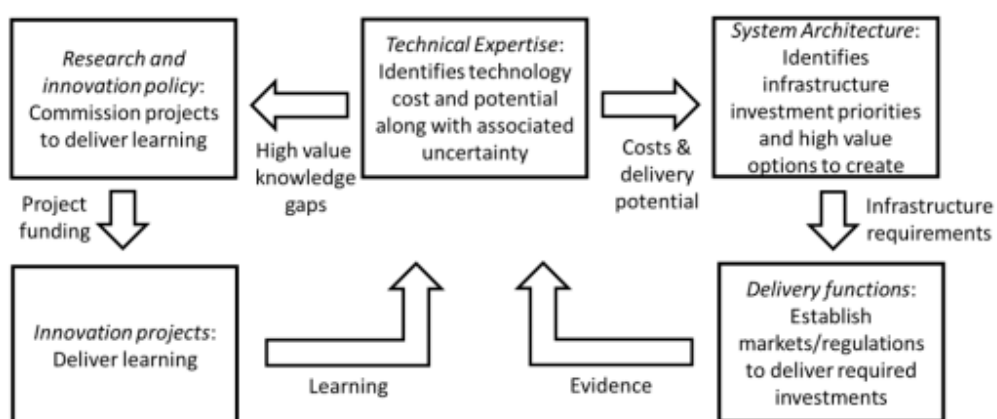 Research and
innovation policy:
Commission projects
to deliver learning
Technical Expertise:
Identifies technology
cost and potential
along with associated
uncertainty
System Architecture:
Identifies
infrastructure
investment priorities
and high value
options to create
High value
knowledge
gaps
Costs &
delivery
potential
Project
funding
Infrastructure
requirements
Innovation projects:
Deliver learning
Learning
Evidence
Delivery functions:
Establish
markets/regulations
to deliver required
investments